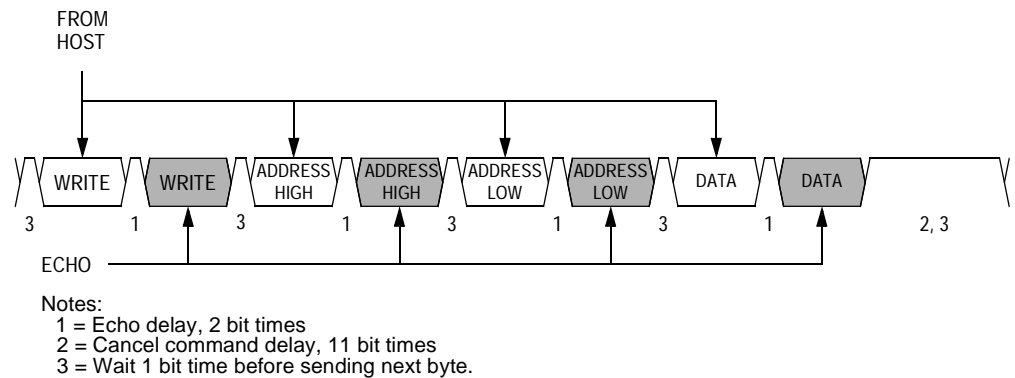 FROM
HOST
WRITE
WRITE
ADDRESS
HIGH
ADDRESS
HIGH
ADDRESS
LOW
ADDRESS
LOW
DATA
DATA
3
1
3
1
3
1
3
1
2, 3
ECHO
Notes:
1 = Echo delay, 2 bit times
2 = Cancel command delay, 11 bit times
3 = Wait 1 bit time before sending next byte.